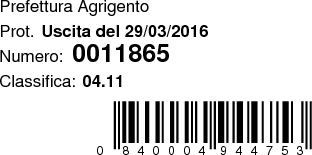 Prefettura Agrigento
Prot. Uscita del 29/03/2016
Numero: 0011865
Classifica: 04.11
0 840004 944753